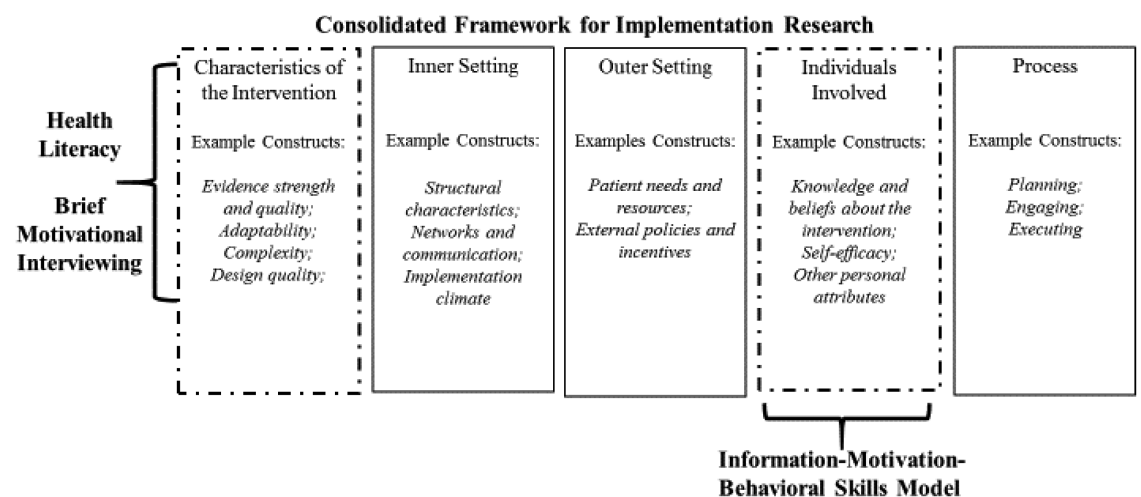 Consolidated Framework for Implementation Research
Health
Literacy
Brief
Motivational
Interviewing
Characteristics of
the Intervention
Example Constructs:
Evidence strength
and quality;
Adaptability;
Complexity;
Design quality;
Inner Setting
Example Constructs:
Structural
characteristics;
Networks and
communication;
Implementation
climate
Outer Setting
Examples Constructs:
Patient needs and
resources;
External policies and
incentives
Individuals
Involved
Example Constructs:
Knowledge and
beliefs about the
intervention;
Self-efficacy;
Other personal
attributes
Process
Example Constructs:
Planning;
Engaging;
Executing
Information-Motivation-
Behavioral Skills Model